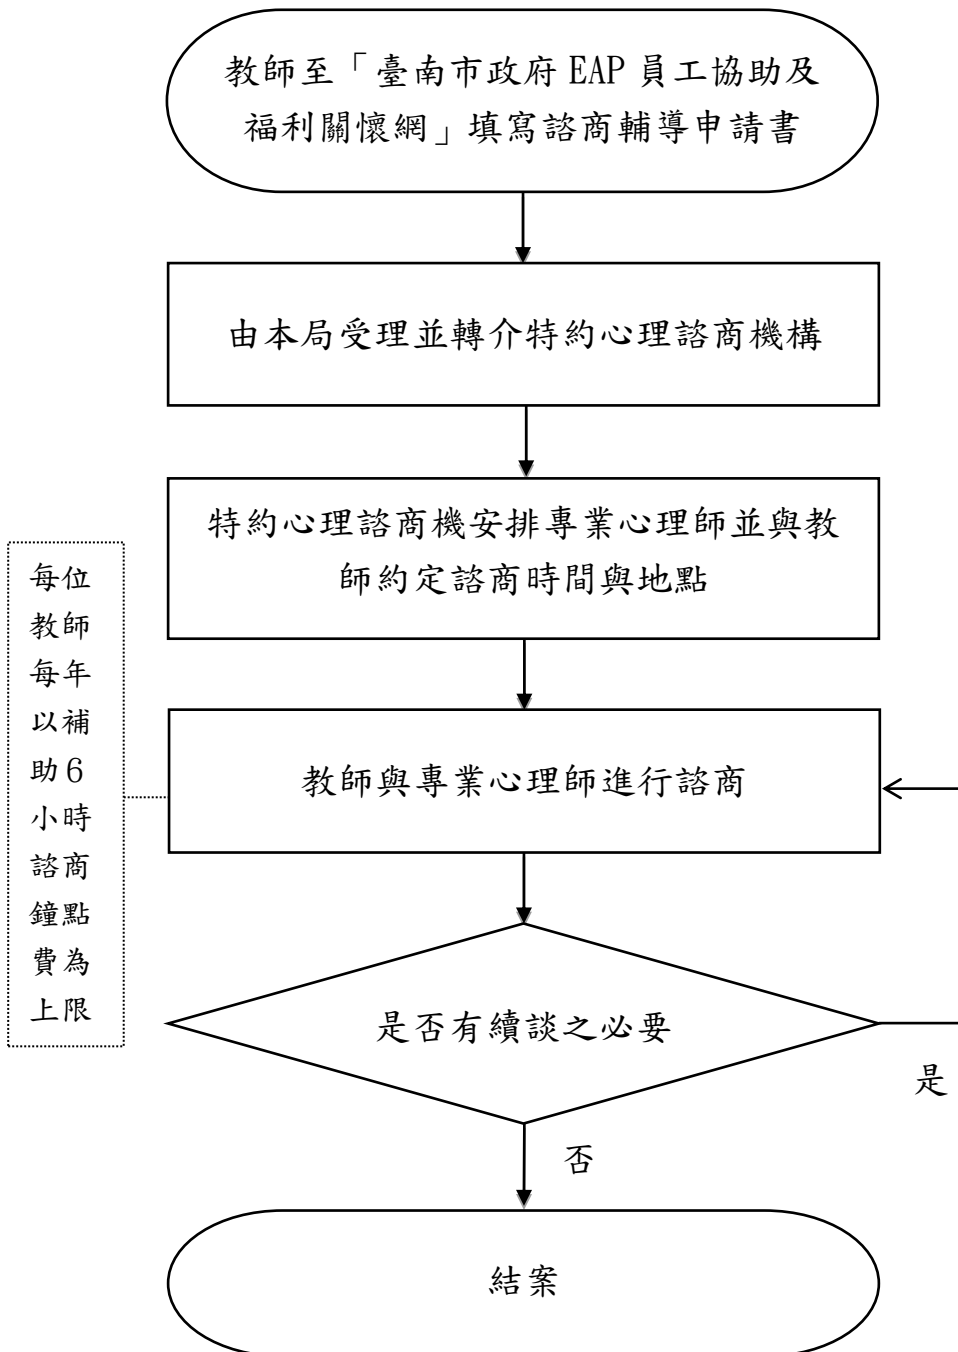 教師至「臺南市政府 EAP 員工協助及
福利關懷網」填寫諮商輔導申請書
由本局受理並轉介特約心理諮商機構
特約心理諮商機安排專業心理師並與教
師約定諮商時間與地點
每位
教師
每年
以補
助6
小時
諮商
鐘點
費為
上限
教師與專業心理師進行諮商
是否有續談之必要
是
否
結案